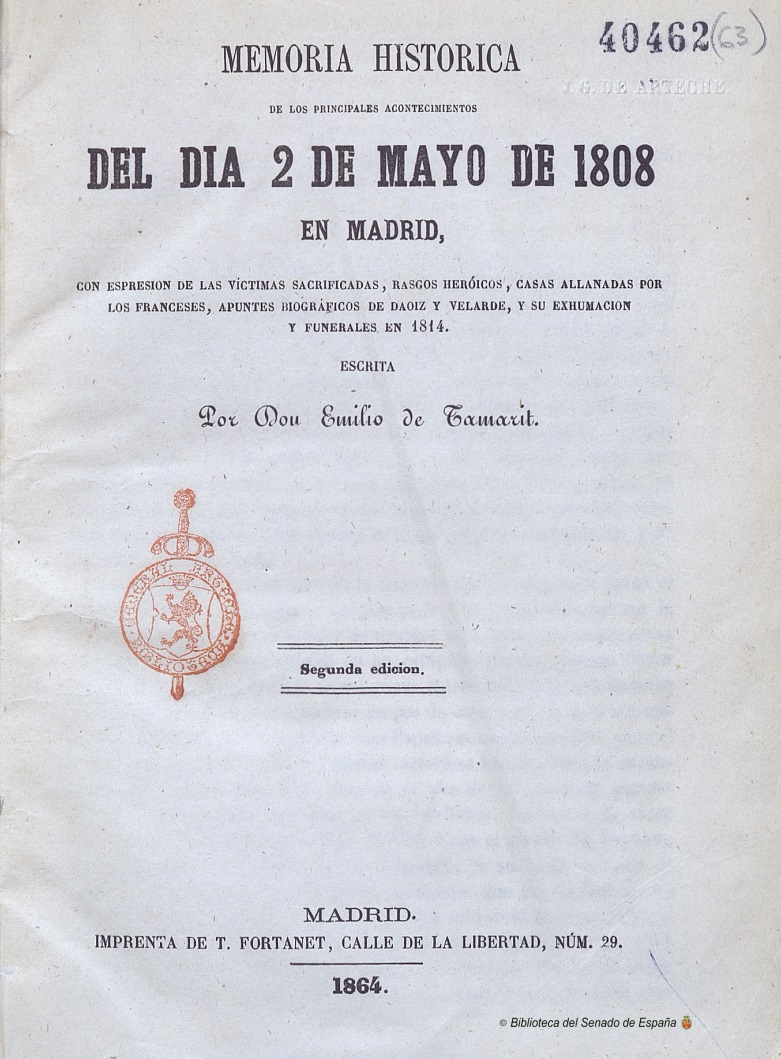 40462(63)
J. G. DE ARTECHE
MEMORIA HISTORICA
DE LOS PRINCIPALES ACONTECIMIENTOS
DEL DIA 2 DE MAYO DE 1808
EN MADRID,
CON ESPRESION DE LAS VÍCTIMAS SACRIFICADAS, RASGOS HERÓICOS, CASAS ALLANADAS POR
LOS FRANCESES, APUNTES BIOGRÁFICOS DE DAOIZ Y VELARDE, Y SU EXHUMACION
Y FUNERALES EN 1814.
ESCRITA
Por Don Emilio de Tamarit.
GENERAL ARTECHE
Segunda edicion.
MADRID.
IMPRENTA DE T. FORTANET, CALLE DE LA LIBERTAD, NÚM. 29.
1864.
© Biblioteca del Senado de España